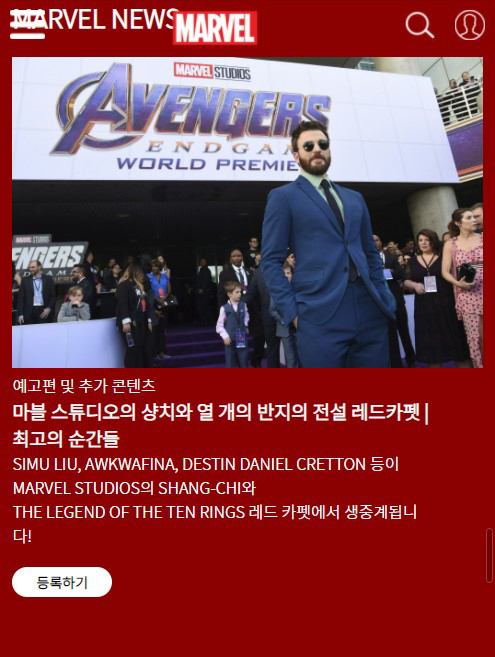 MARVEL NEWS
MARVEL
MARVEL STUDIOS
AVENGERS
ENDGAM
WORLD PREMIE
MARVEL STUDIOS
ENGERS
예고편 및 추가 콘텐츠
마블 스튜디오의 샹치와 열 개의 반지의 전설 레드카펫 |
최고의 순간들
SIMU LIU, AWKWAFINA, DESTIN DANIEL CRETTON 등이
MARVEL STUDIOS의 SHANG-CHI와
THE LEGEND OF THE TEN RINGS 레드 카펫에서 생중계됩니
다!
등록하기